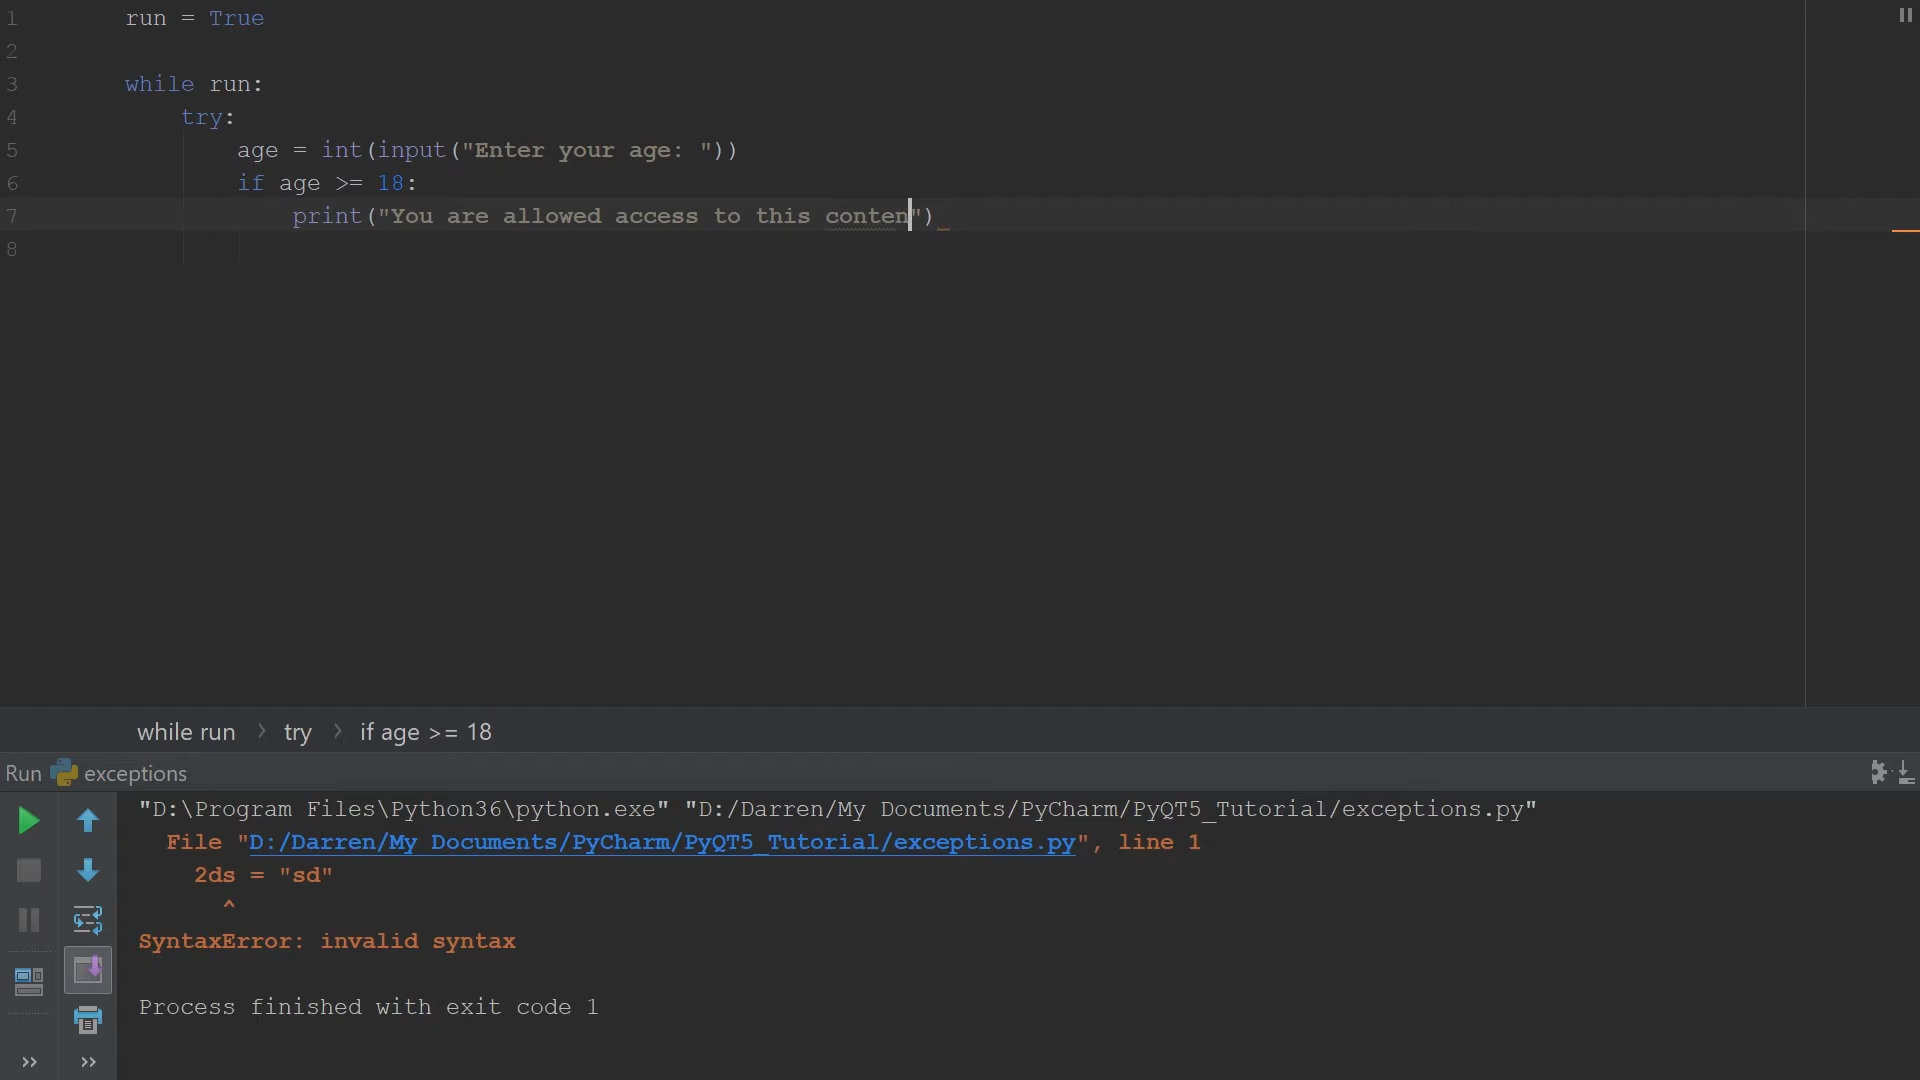 1 run = True
2
3 while run:
4 try:
5 age = int(input("Enter your age: "))
6 if age >= 18:
7 print("You are allowed access to this conten")
8
while run > try > if age >= 18
Run exceptions
"D:\Program Files\Python36\python.exe" "D:/Darren/My Documents/PyCharm/PyQT5_Tutorial/exceptions.py"
File "D:/Darren/My Documents/PyCharm/PyQT5_Tutorial/exceptions.py", line 1
2ds = "sd"
^
SyntaxError: invalid syntax
Process finished with exit code 1